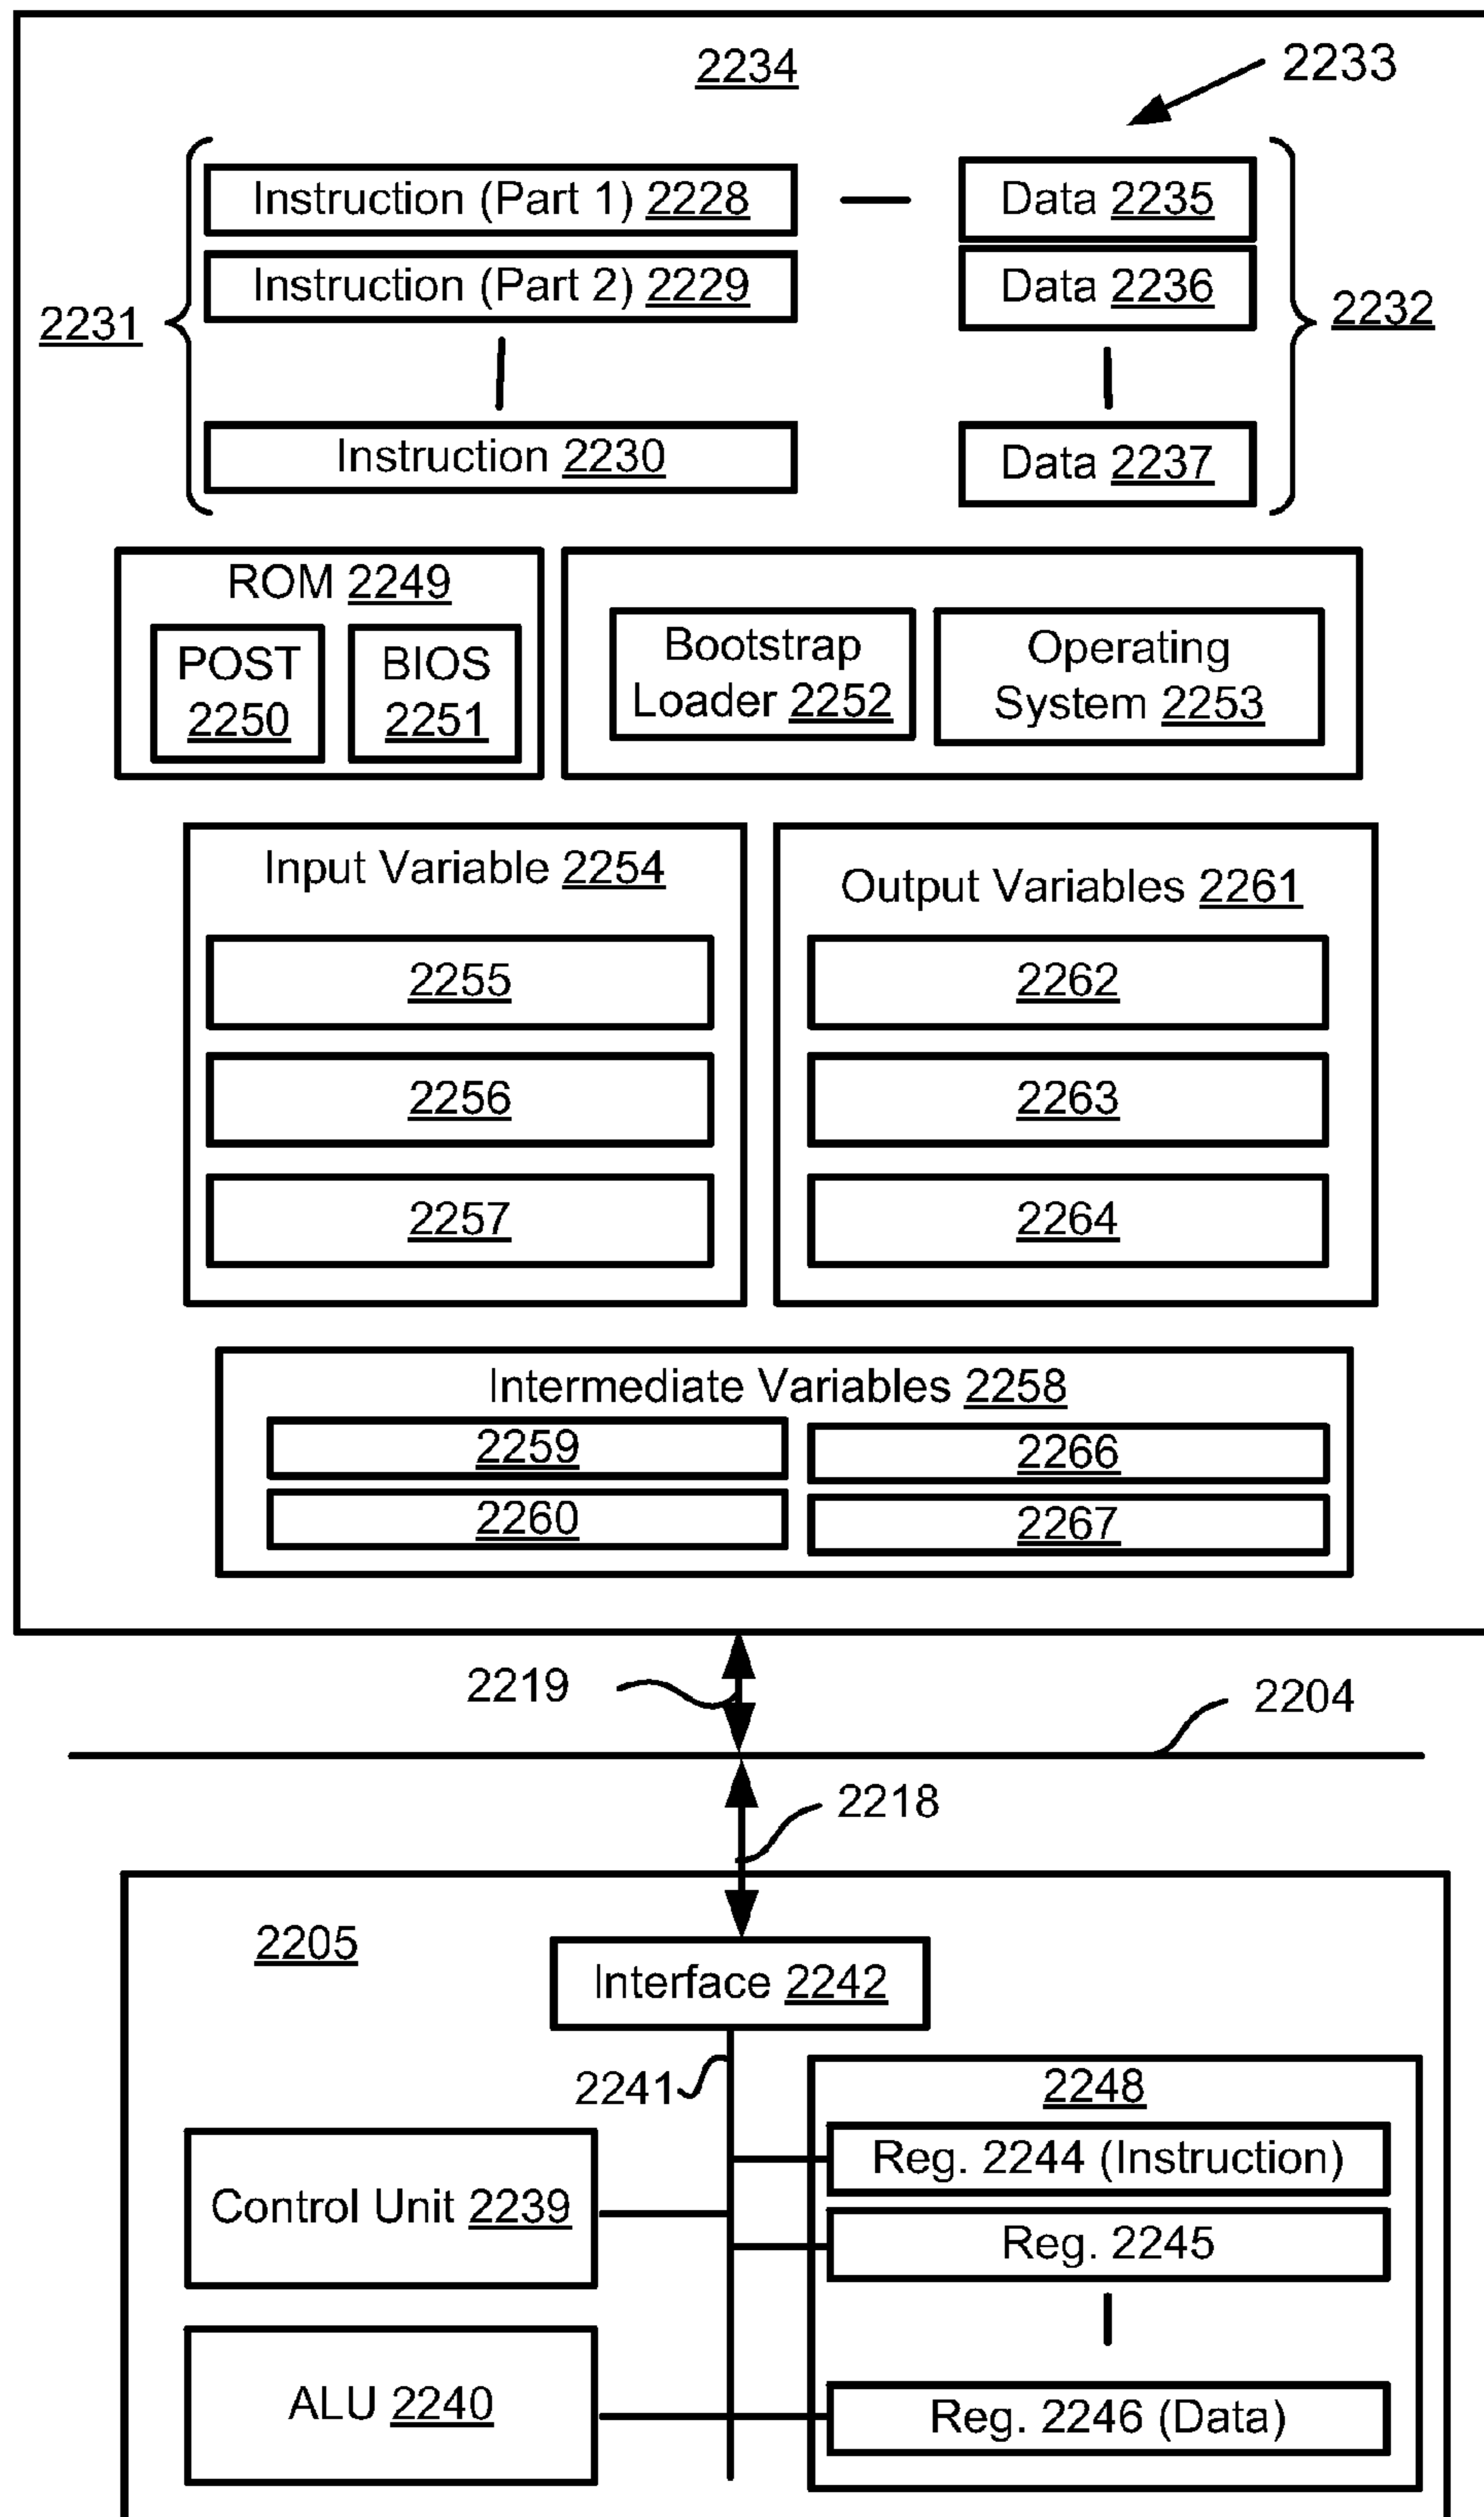 2234
2233
Instruction (Part 1) 2228
Data 2235
Instruction (Part 2) 2229
Data 2236
2231
2232
Instruction 2230
Data 2237
ROM 2249
POST
2250
BIOS
2251
Bootstrap
Loader 2252
Operating
System 2253
Input Variable 2254
2255
2256
2257
Output Variables 2261
2262
2263
2264
Intermediate Variables 2258
2259
2266
2260
2267
2219
2204
2218
2205
Interface 2242
2241
2248
Reg. 2244 (Instruction)
Control Unit 2239
Reg. 2245
ALU 2240
Reg. 2246 (Data)